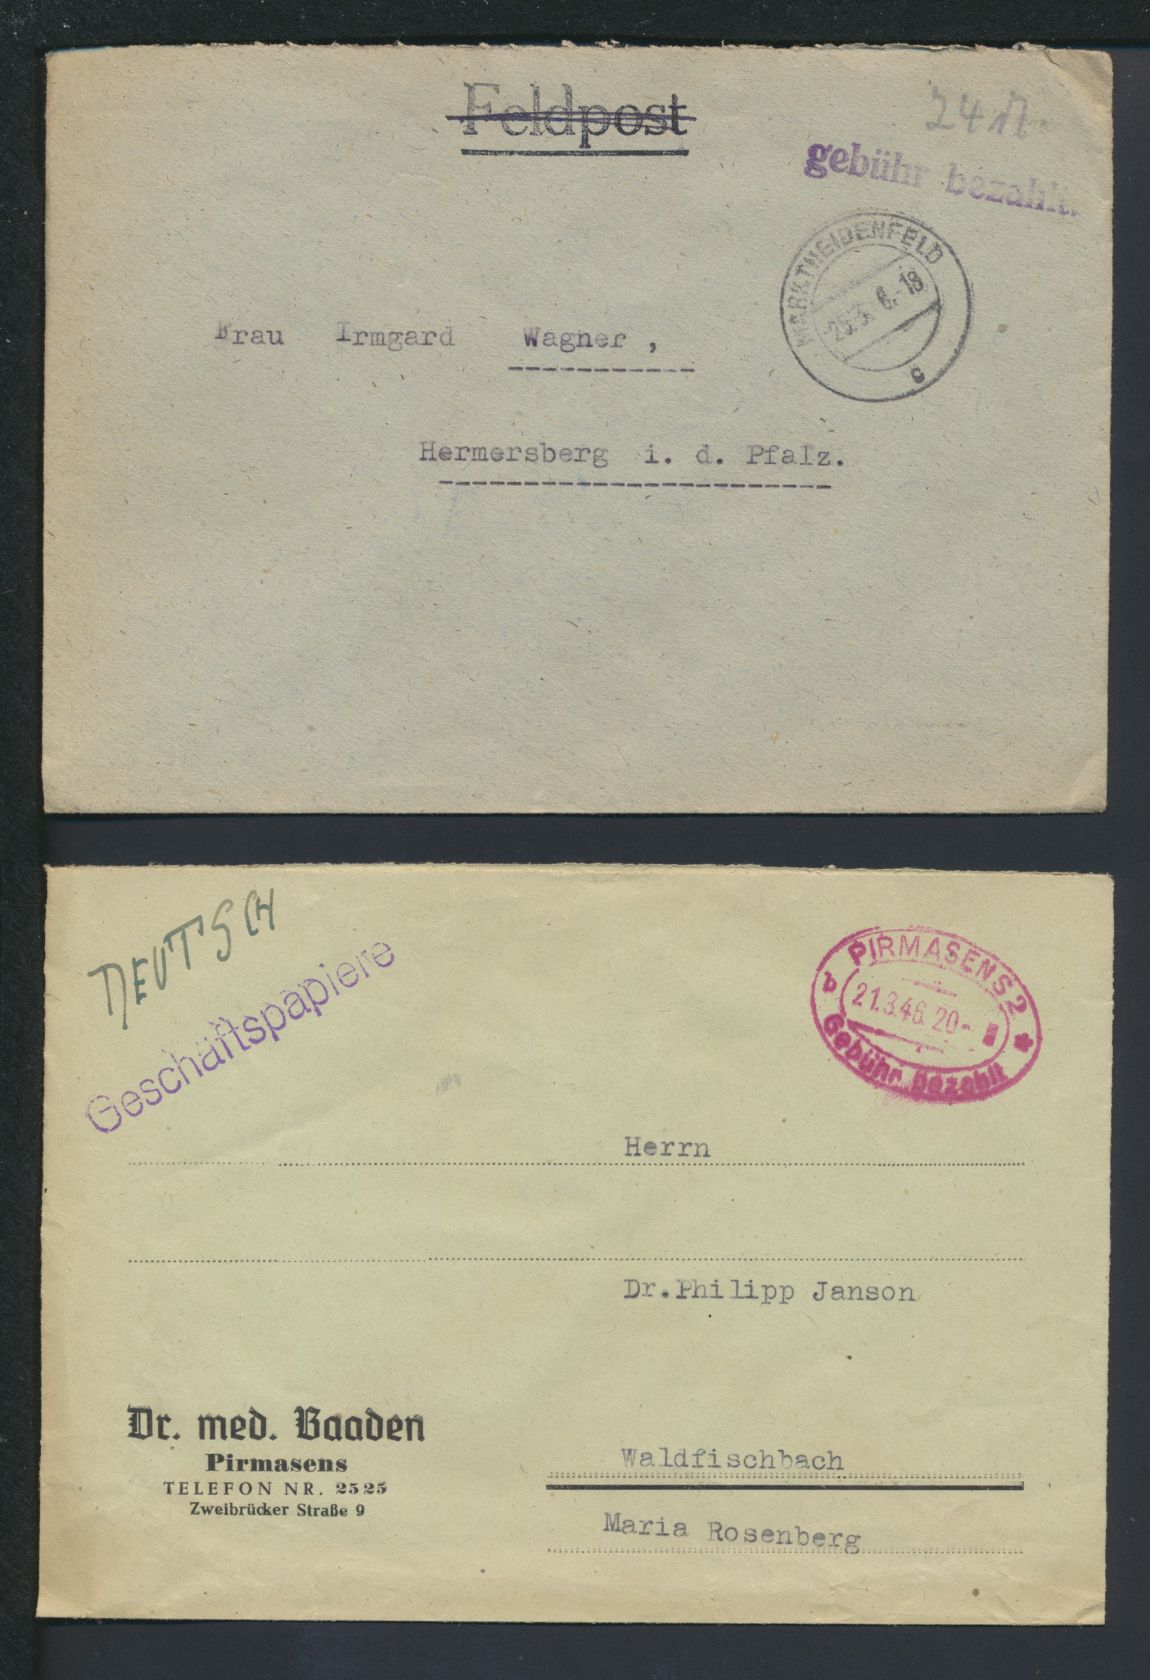 Feldpost
24
gebühr bezahlt.
MARKTHEIDENFELD
25.3. 6.-18
c
Frau Irmgard Wagner,
Hermersberg i. d. Pfalz.
DEUTSCH
Geschäftspapiere
PIRMASENS 2
b
21.3.46. 20-
Gebühr bezahlt
Herrn
Dr. Philipp Janson
Dr. med. Baaden
Pirmasens
TELEFON NR. 2525
Zweibrücker Straße 9
Waldfischbach
Maria Rosenberg